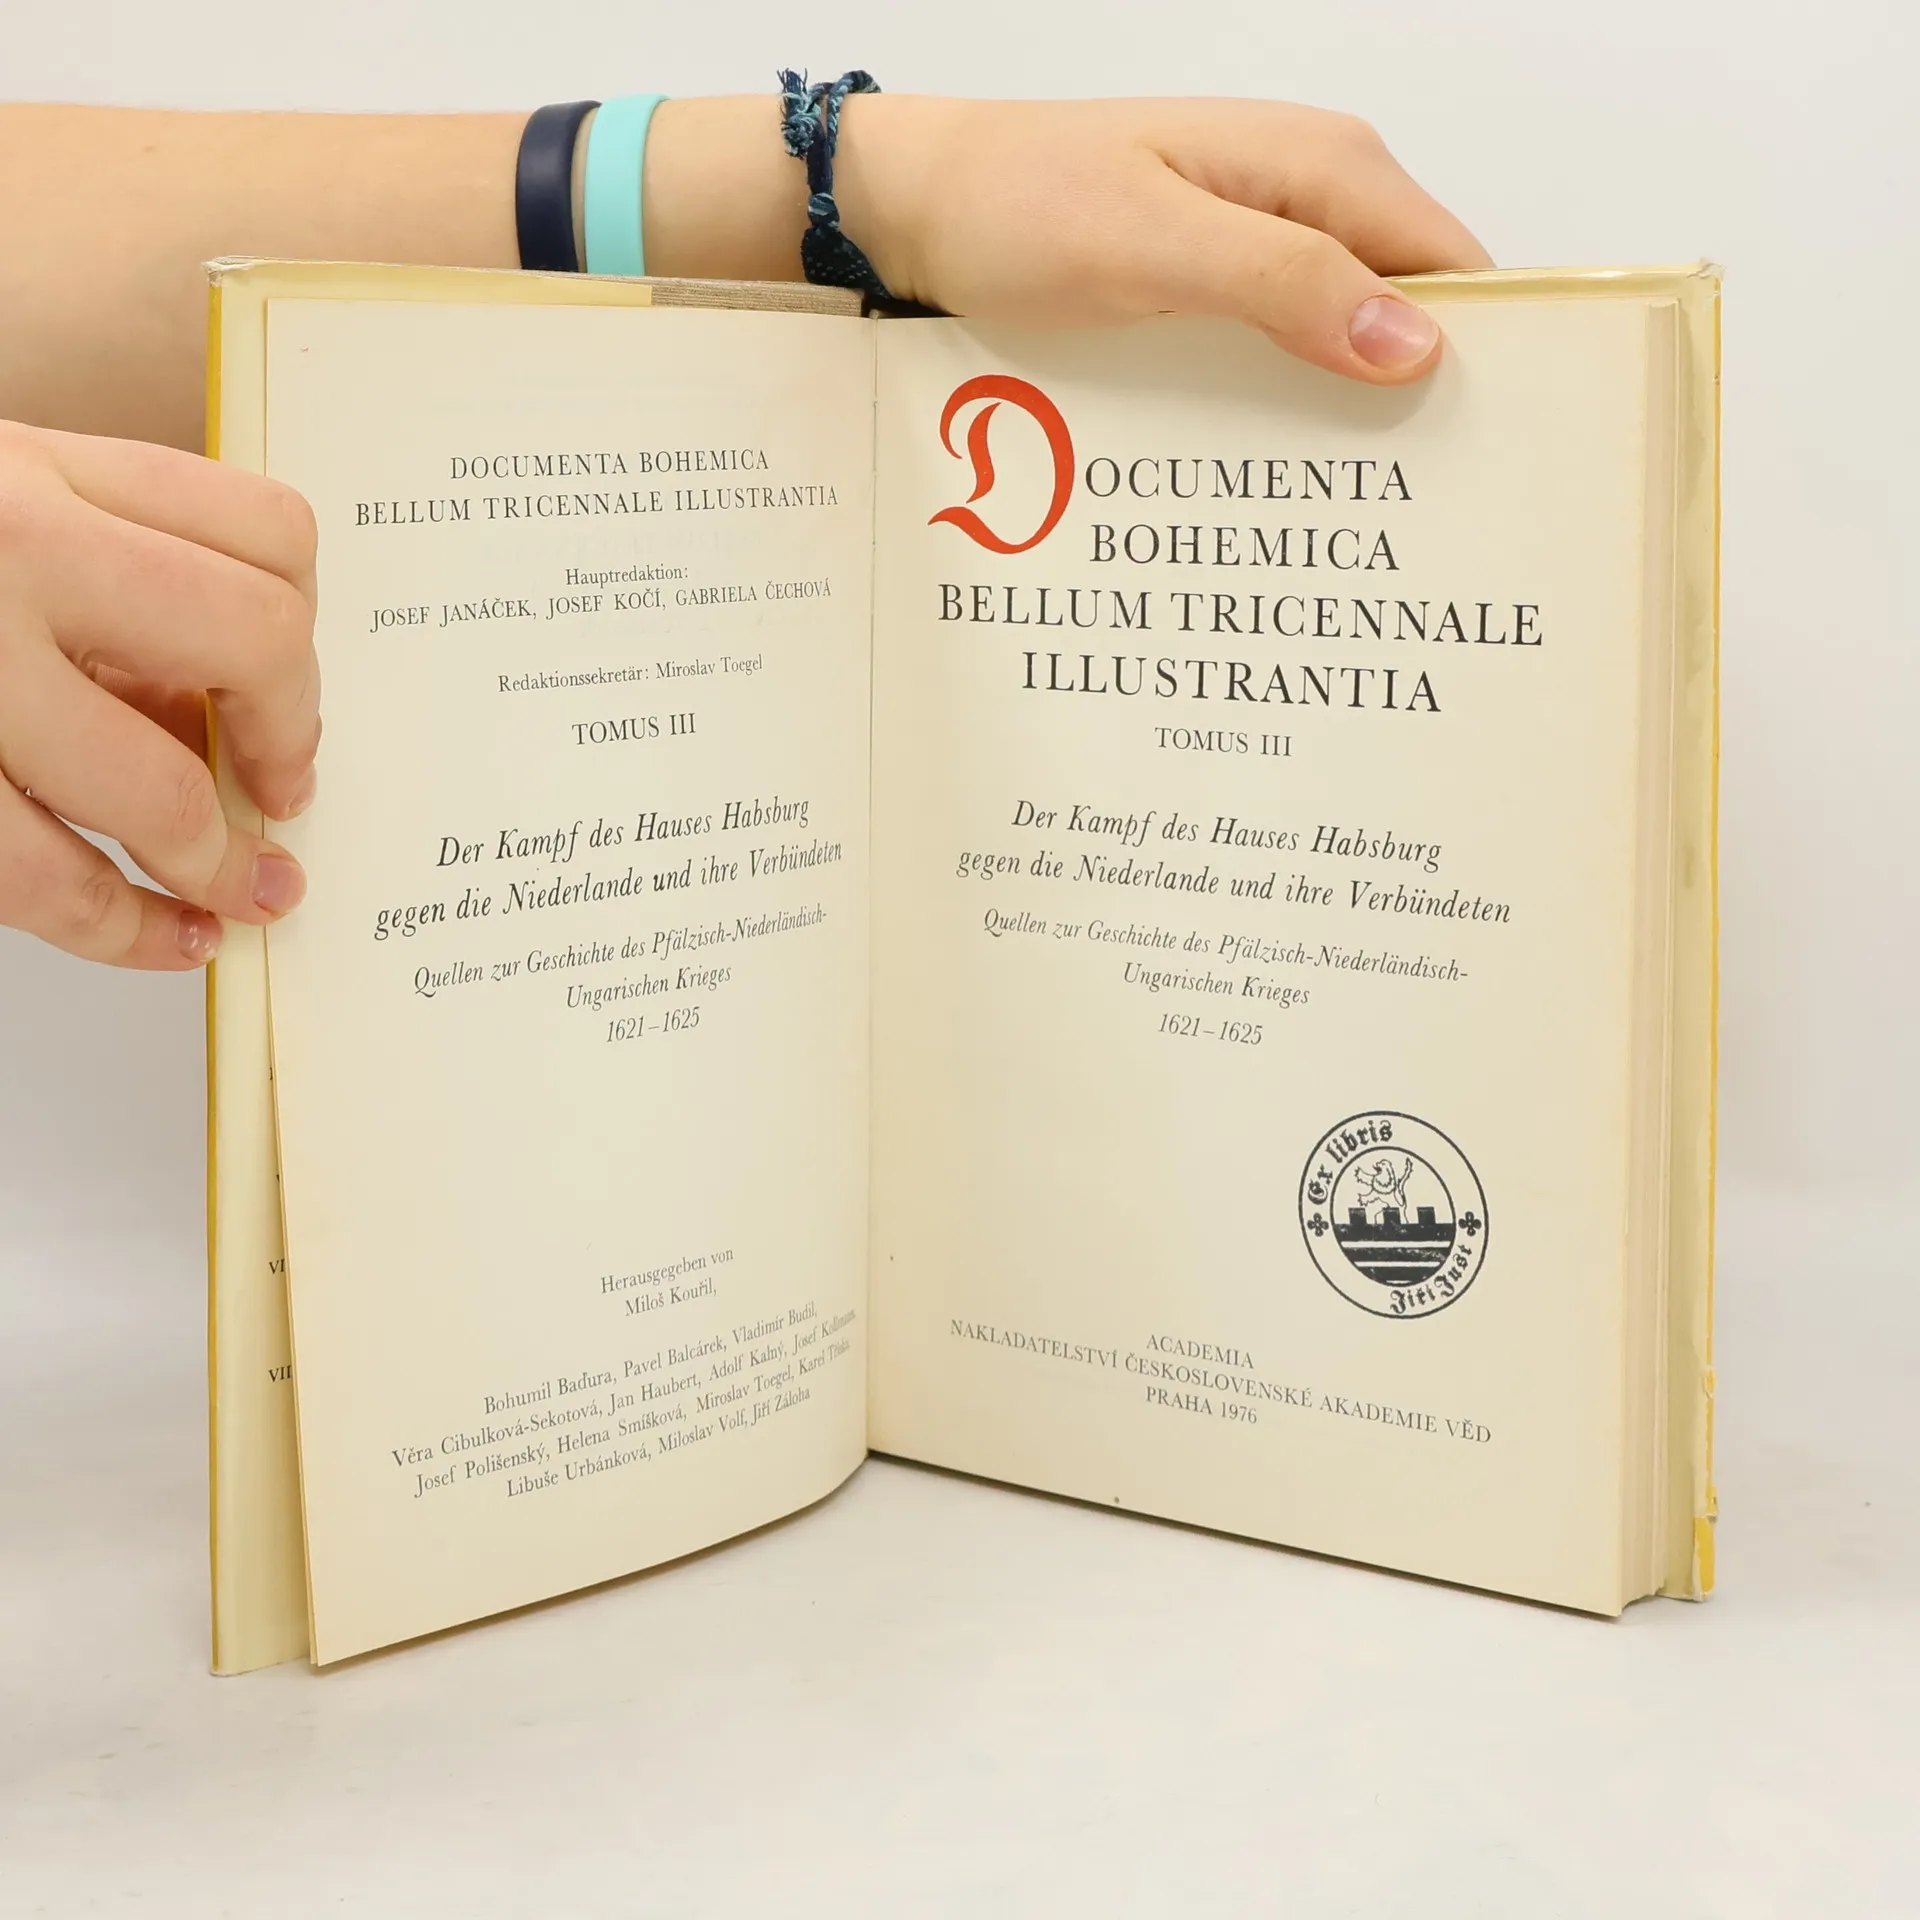 DOCUMENTA BOHEMICA
BELLUM TRICENNALE ILLUSTRANTIA
Hauptredaktion:
JOSEF JANÁČEK, JOSEF KOČÍ, GABRIELA ČECHOVÁ
Redaktionssekretär: Miroslav Toegel
TOMUS III
Der Kampf des Hauses Habsburg
gegen die Niederlande und ihre Verbündeten
Quellen zur Geschichte des Pfälzisch-Niederländisch-
Ungarischen Krieges
1621–1625
Herausgegeben von
Miloš Kouřil,
Bohumil Baďura, Pavel Balcárek, Vladimír Budil,
Věra Cibulková-Sekotová, Jan Haubert, Adolf Kalný, Josef Kollmann,
Josef Polišenský, Helena Smíšková, Miroslav Toegel, Karel Tříska,
Libuše Urbánková, Miloslav Volf, Jiří Záloha
DOCUMENTA
BOHEMICA
BELLUM TRICENNALE
ILLUSTRANTIA
TOMUS III
Der Kampf des Hauses Habsburg
gegen die Niederlande und ihre Verbündeten
Quellen zur Geschichte des Pfälzisch-Niederländisch-
Ungarischen Krieges
1621–1625
Ex libris
Jiří Just
ACADEMIA
NAKLADATELSTVÍ ČESKOSLOVENSKÉ AKADEMIE VĚD
PRAHA 1976